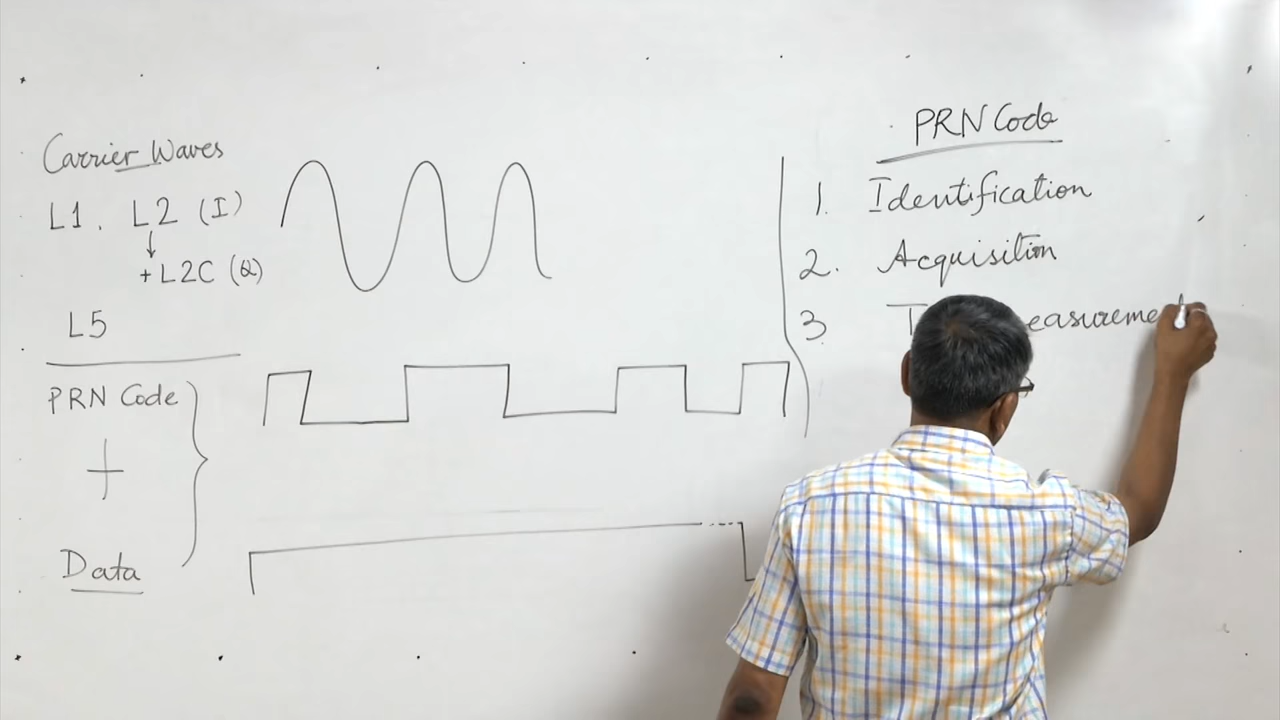 Carrier Waves
L1, L2 (I)
+ L2C (Q)
L5
PRN Code
+
Data
PRN Code
1. Identification
2. Acquisition
3.